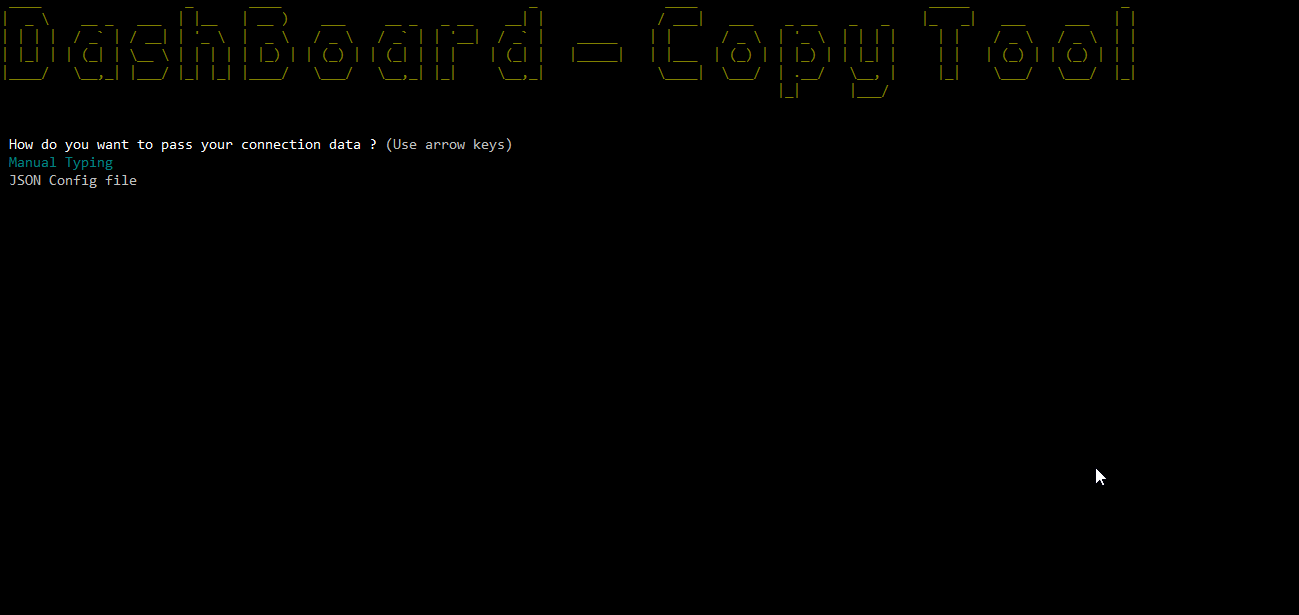 DashBoard - Copy Tool
How do you want to pass your connection data ? (Use arrow keys)
Manual Typing
JSON Config file